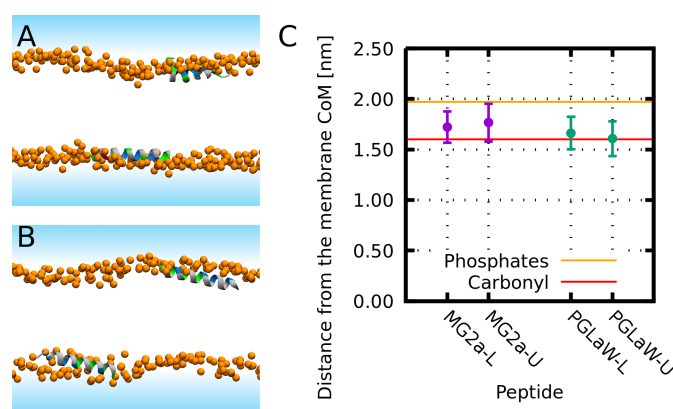 A
B
C
Distance from the membrane CoM [nm]
2.50
2.00
1.50
1.00
0.50
0.00
Phosphates
Carbonyl
MG2a-L
MG2a-U
PGLaW-L
PGLaW-U
Peptide